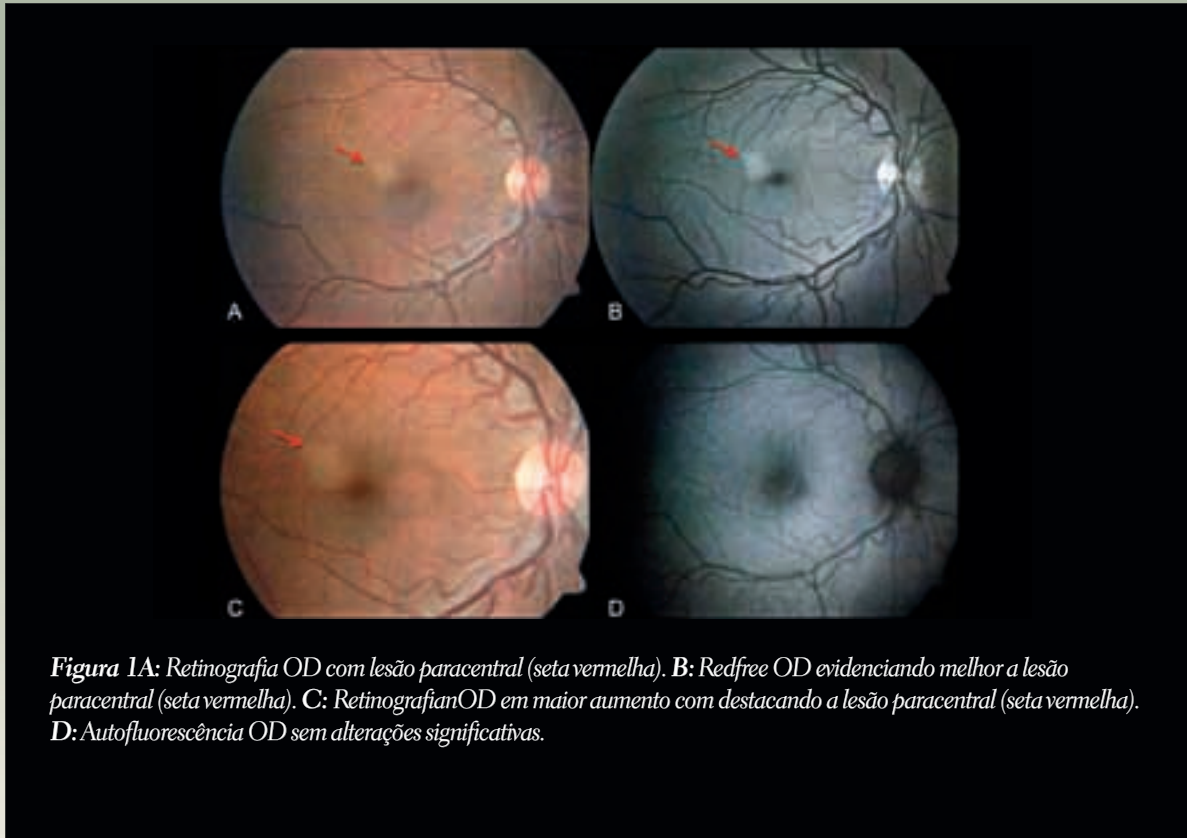 A
B
C
D
Figura 1A: Retinografia OD com lesão paracentral (seta vermelha). B: Redfree OD evidenciando melhor a lesão
paracentral (seta vermelha). C: RetinografianOD em maior aumento com destacando a lesão paracentral (seta vermelha).
D: Autofluorescência OD sem alterações significativas.